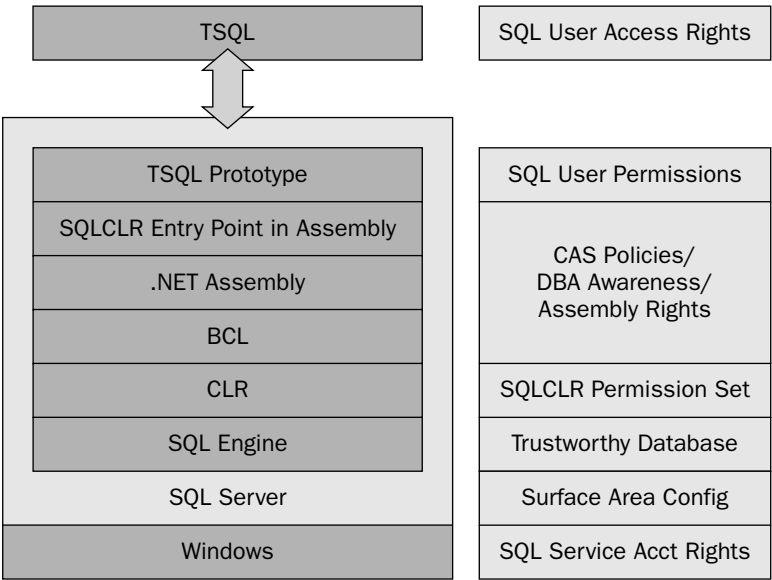 TSQL
SQL User Access Rights
TSQL Prototype
SQL User Permissions
SQLCLR Entry Point in Assembly
.NET Assembly
BCL
CAS Policies/
DBA Awareness/
Assembly Rights
CLR
SQLCLR Permission Set
SQL Engine
Trustworthy Database
SQL Server
Surface Area Config
Windows
SQL Service Acct Rights